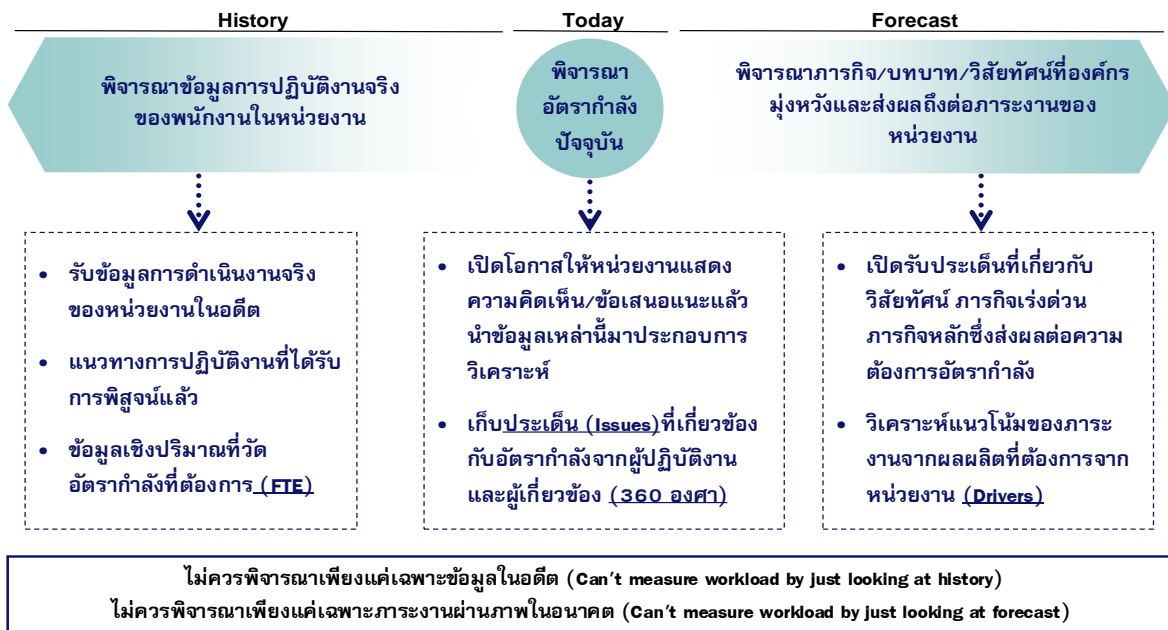 History
Today
Forecast
พิจารณาข้อมูลการปฏิบัติงานจริง
ของพนักงานในหน่วยงาน
พิจารณา
อัตรากำลัง
ปัจจุบัน
พิจารณาภารกิจ/บทบาท/วิสัยทัศน์ที่องค์กร
มุ่งหวังและส่งผลถึงต่อภาระงานของ
หน่วยงาน
• รับข้อมูลการดำเนินงานจริง
ของหน่วยงานในอดีต
• แนวทางการปฏิบัติงานที่ได้รับ
การพิสูจน์แล้ว
• ข้อมูลเชิงปริมาณที่วัด
อัตรากำลังที่ต้องการ (FTE)
• เปิดโอกาสให้หน่วยงานแสดง
ความคิดเห็น/ข้อเสนอแนะแล้ว
นำข้อมูลเหล่านี้มาประกอบการ
วิเคราะห์
• เก็บประเด็น (Issues)ที่เกี่ยวข้อง
กับอัตรากำลังจากผู้ปฏิบัติงาน
และผู้เกี่ยวข้อง (360 องศา)
• เปิดรับประเด็นที่เกี่ยวกับ
วิสัยทัศน์ ภารกิจเร่งด่วน
ภารกิจหลักซึ่งส่งผลต่อความ
ต้องการอัตรากำลัง
• วิเคราะห์แนวโน้มของภาระ
งานจากผลผลิตที่ต้องการจาก
หน่วยงาน (Drivers)
ไม่ควรพิจารณาเพียงแค่เฉพาะข้อมูลในอดีต (Can't measure workload by just looking at history)
ไม่ควรพิจารณาเพียงแค่เฉพาะภาระงานผ่านภาพในอนาคต (Can't measure workload by just looking at forecast)